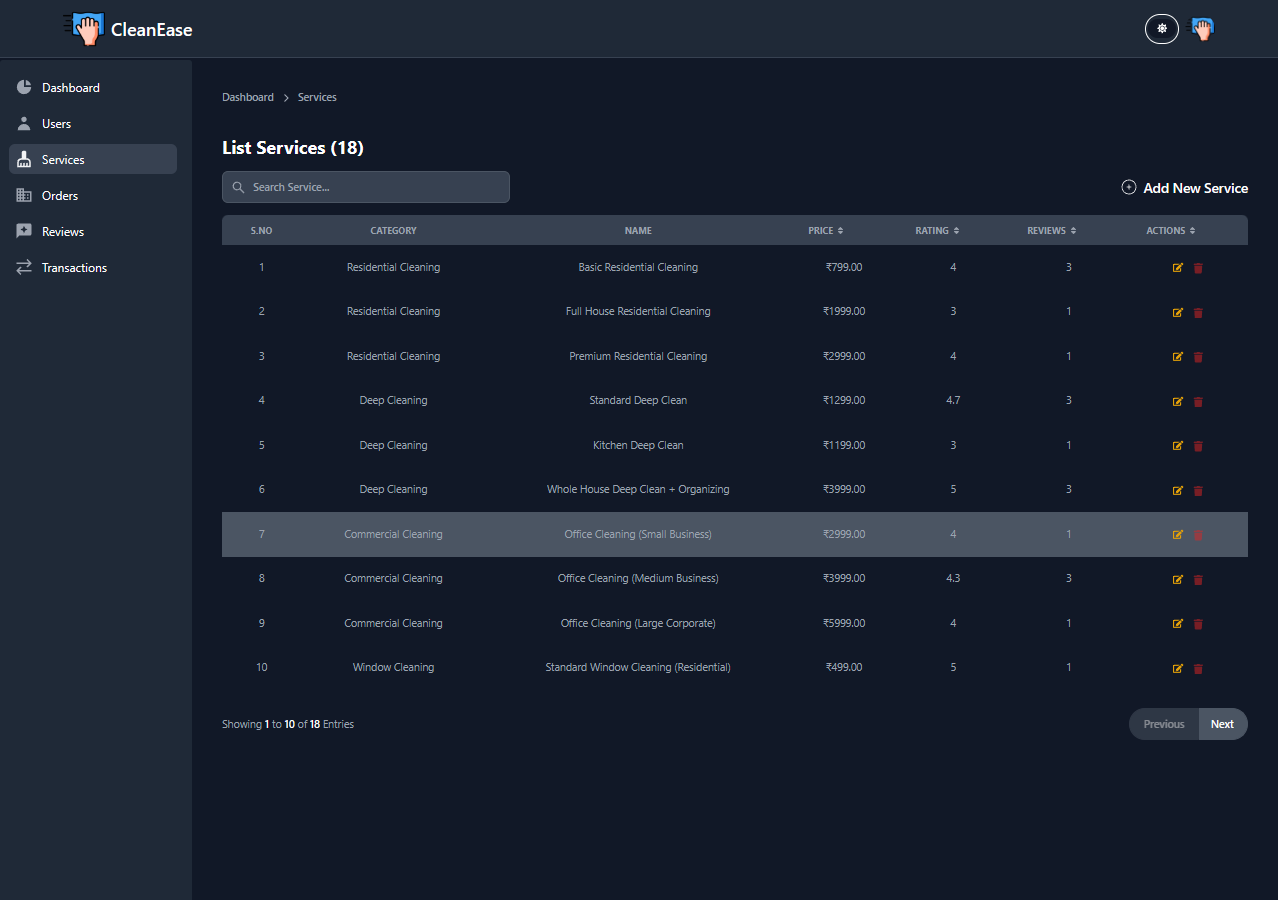 CleanEase
Dashboard
Users
Services
Orders
Reviews
Transactions
Dashboard > Services
List Services (18)
Search Service...
Add New Service
S.NO CATEGORY NAME PRICE RATING REVIEWS ACTIONS
1 Residential Cleaning Basic Residential Cleaning ₹799.00 4 3
2 Residential Cleaning Full House Residential Cleaning ₹1999.00 3 1
3 Residential Cleaning Premium Residential Cleaning ₹2999.00 4 1
4 Deep Cleaning Standard Deep Clean ₹1299.00 4.7 3
5 Deep Cleaning Kitchen Deep Clean ₹1199.00 3 1
6 Deep Cleaning Whole House Deep Clean + Organizing ₹3999.00 5 3
7 Commercial Cleaning Office Cleaning (Small Business) ₹2999.00 4 1
8 Commercial Cleaning Office Cleaning (Medium Business) ₹3999.00 4.3 3
9 Commercial Cleaning Office Cleaning (Large Corporate) ₹5999.00 4 1
10 Window Cleaning Standard Window Cleaning (Residential) ₹499.00 5 1
Showing 1 to 10 of 18 Entries
Previous Next